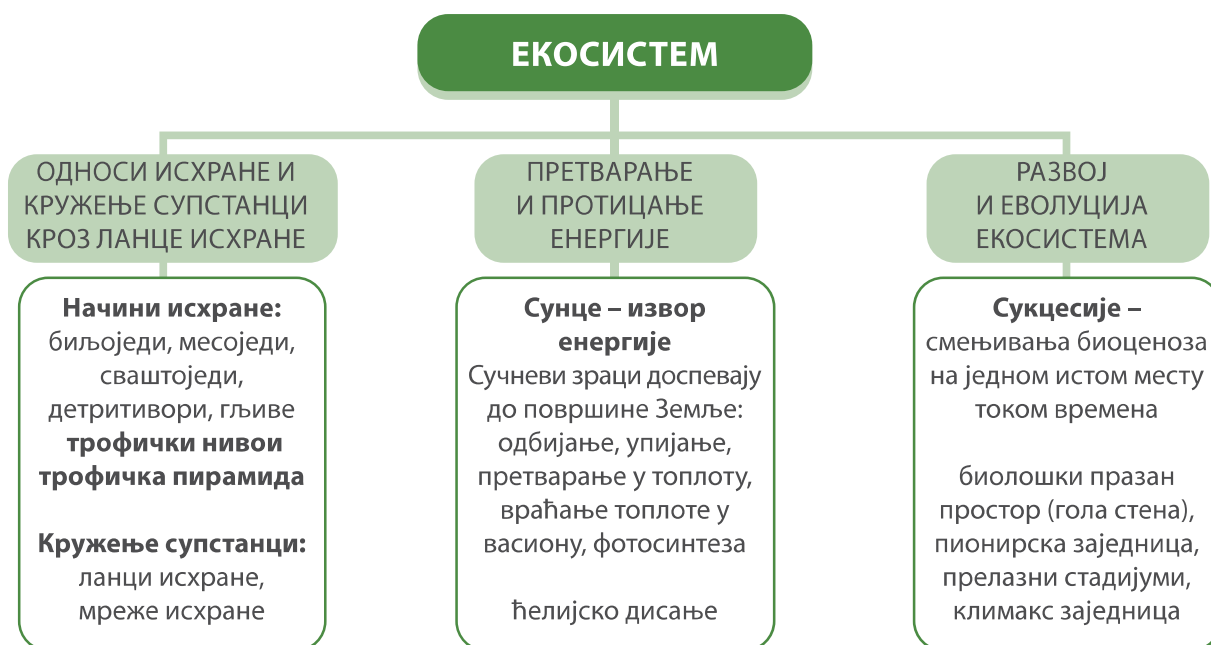 ЕКОСИСТЕМ
ОДНОСИ ИСХРАНЕ И
КРУЖЕЊЕ СУПСТАНЦИ
КРОЗ ЛАНЦЕ ИСХРАНЕ
Начини исхране:
биљоједи, месоједи,
сваштоједи,
детритивори, гљиве
трофички нивои
трофичка пирамида
Кружење супстанци:
ланци исхране,
мреже исхране
ПРЕТВАРАЊЕ
И ПРОТИЦАЊЕ
ЕНЕРГИЈЕ
Сунце – извор
енергије
Сучневи зраци доспевају
до површине Земље:
одбијање, упијање,
претварање у топлоту,
враћање топлоте у
васиону, фотосинтеза
ћелијско дисање
РАЗВОЈ
И ЕВОЛУЦИЈА
ЕКОСИСТЕМА
Сукцесије –
смењивања биоценоза
на једном истом месту
током времена
биолошки празан
простор (гола стена),
пионирска заједница,
прелазни стадијуми,
климакс заједница